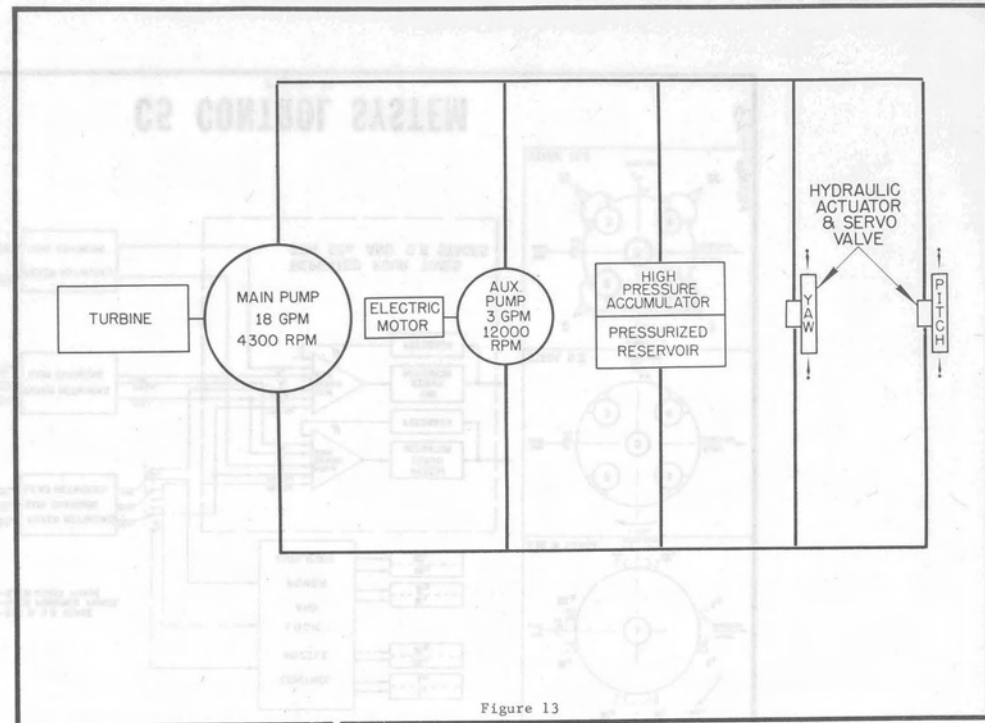 C5 CONTROL SYSTEM
HYDRAULIC
ACTUATOR
& SERVO
VALVE
TURBINE
MAIN PUMP
18 GPM
4300 RPM
ELECTRIC
MOTOR
AUX.
PUMP
3 GPM
12000
RPM
HIGH
PRESSURE
ACCUMULATOR
PRESSURIZED
RESERVOIR
YAW
PITCH
Figure 13